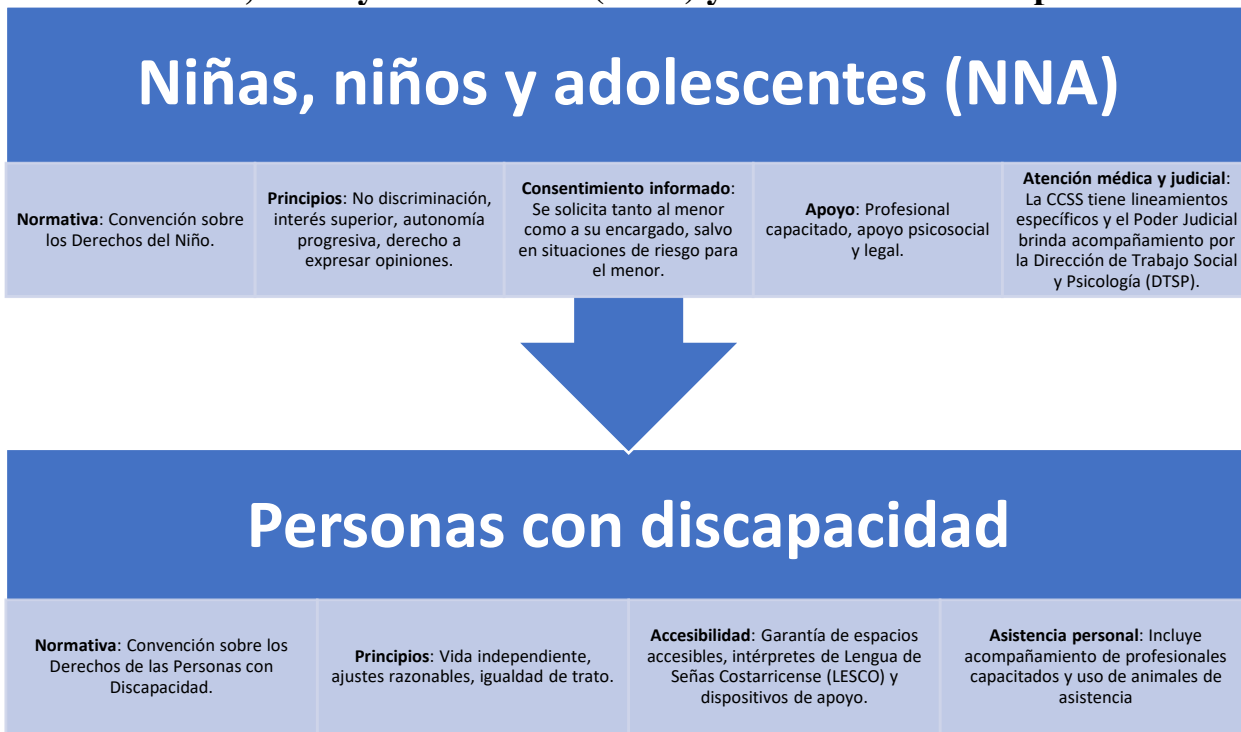 Niñas, niños y adolescentes (NNA)
Normativa: Convención sobre
los Derechos del Niño.
Principios: No discriminación,
interés superior, autonomía
progresiva, derecho a
expresar opiniones.
Consentimiento informado:
Se solicita tanto al menor
como a su encargado, salvo
en situaciones de riesgo para
el menor.
Apoyo: Profesional
capacitado, apoyo psicosocial
y legal.
Atención médica y judicial:
La CCSS tiene lineamientos
específicos y el Poder Judicial
brinda acompañamiento por
la Dirección de Trabajo Social
y Psicología (DTSP).
Personas con discapacidad
Normativa: Convención sobre los
Derechos de las Personas con
Discapacidad.
Principios: Vida independiente,
ajustes razonables, igualdad de trato.
Accesibilidad: Garantía de espacios
accesibles, intérpretes de Lengua de
Señas Costarricense (LESCO) y
dispositivos de apoyo.
Asistencia personal: Incluye
acompañamiento de profesionales
capacitados y uso de animales de
asistencia